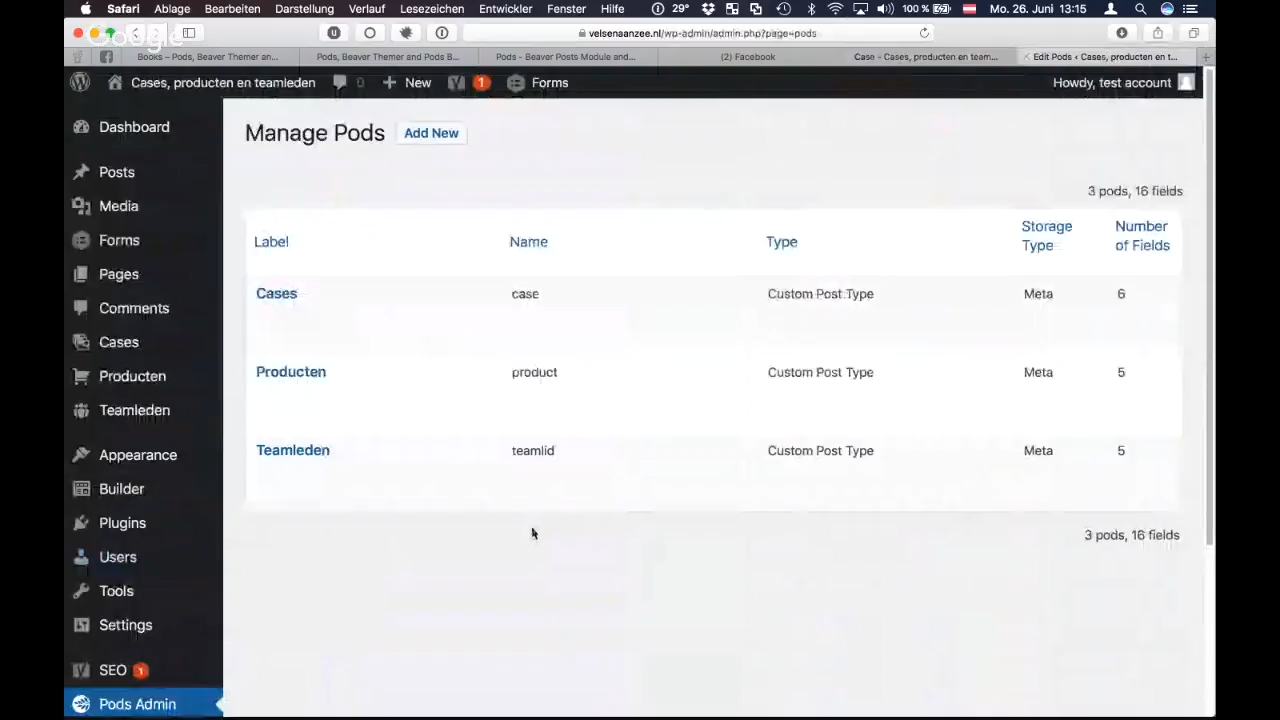 Safari Ablage Bearbeiten Darstellung Verlauf Lesezeichen Entwickler Fenster Hilfe 29° 100 % Mo. 26. Juni 13:15
Google
velsenaanzee.nl/wp-admin/admin.php?page=pods
Books – Pods, Beaver Themer an... Pods, Beaver Themer and Pods B... Pods - Beaver Posts Module and... (2) Facebook Case - Cases, producten en team... Edit Pods ‹ Cases, producten en t...
Cases, producten en teamleden 0 + New 1 Forms Howdy, test account
Dashboard
Posts
Media
Forms
Pages
Comments
Cases
Producten
Teamleden
Appearance
Builder
Plugins
Users
Tools
Settings
SEO 1
Pods Admin
Manage Pods Add New
3 pods, 16 fields
Label Name Type Storage Type Number of Fields
Cases case Custom Post Type Meta 6
Producten product Custom Post Type Meta 5
Teamleden teamlid Custom Post Type Meta 5
3 pods, 16 fields